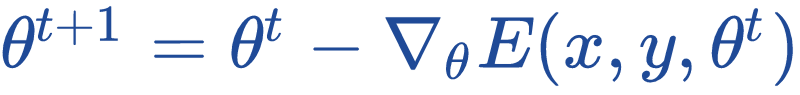 θ^{t+1} = θ^t − ∇_θ E(x, y, θ^t)